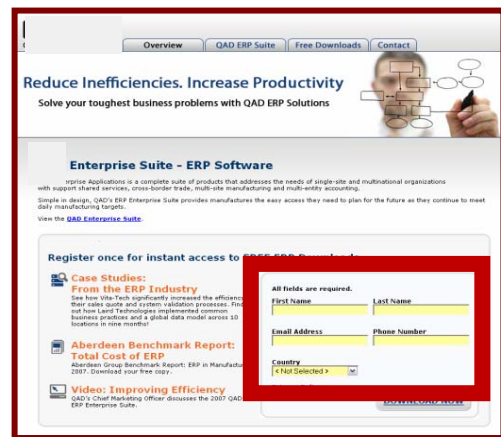 Overview
QAD ERP Suite
Free Downloads
Contact
Reduce Inefficiencies. Increase Productivity
Solve your toughest business problems with QAD ERP Solutions
Enterprise Suite - ERP Software
Applications is a complete suite of products that addresses the needs of single-site and multinational organizations
with support shared services, cross-border trade, multi-site manufacturing and multi-entity accounting.
Simple in design, QAD's ERP Enterprise Suite provides manufactures the easy access they need to plan for the future as they continue to meet
daily manufacturing targets.
View the QAD Enterprise Suite.
Register once for instant access to FREE ERP Downloads
Case Studies:
From the ERP Industry
See how Vita-Tech significantly increased the efficiency
their sales quote and system validation processes. Find
out how Laird Technologies implemented common
business practices and a global data model across 10
locations in nine months!
Aberdeen Benchmark Report:
Total Cost of ERP
Aberdeen Group Benchmark Report: ERP in Manufactu
2007. Download your free copy.
Video: Improving Efficiency
QAD's Chief Marketing Officer discusses the 2007 QAD
ERP Enterprise Suite.
All fields are required.
First Name
Last Name
Email Address
Phone Number
Country
< Not Selected >
DOWNLOAD NOW